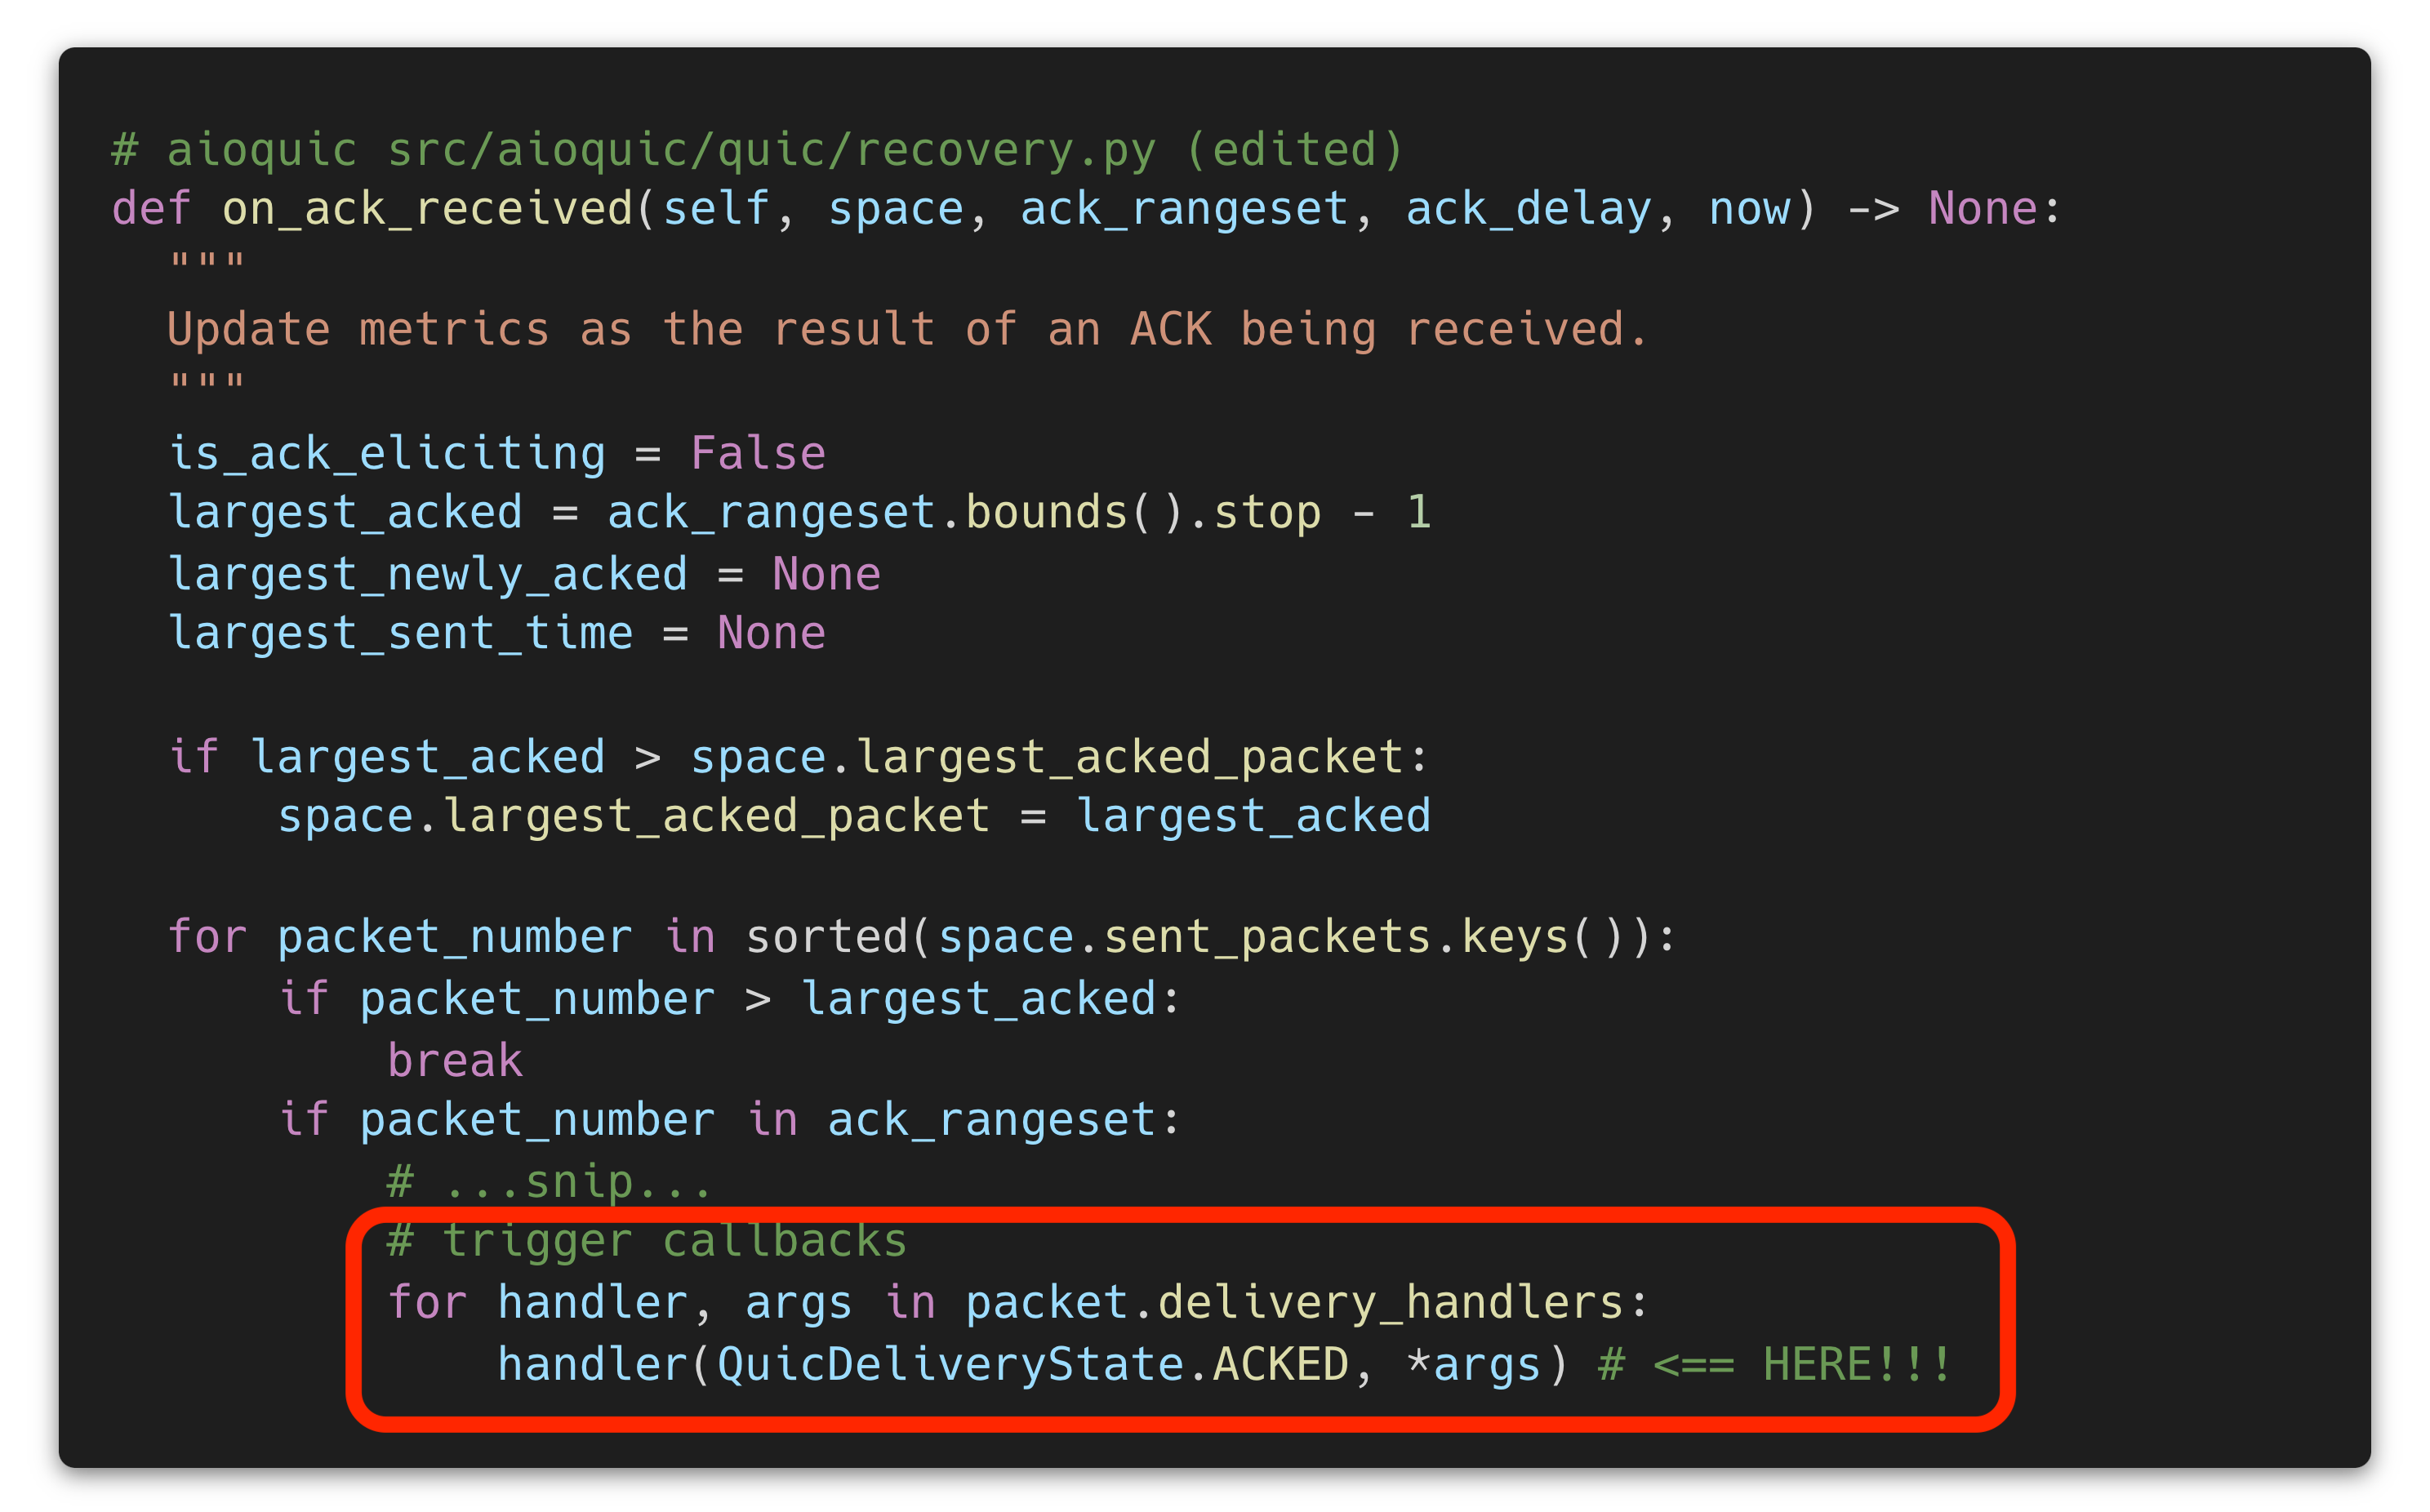 # aioquic src/aioquic/quic/recovery.py (edited)
def on_ack_received(self, space, ack_rangeset, ack_delay, now) -> None:
  """
  Update metrics as the result of an ACK being received.
  """
  is_ack_eliciting = False
  largest_acked = ack_rangeset.bounds().stop - 1
  largest_newly_acked = None
  largest_sent_time = None

  if largest_acked > space.largest_acked_packet:
      space.largest_acked_packet = largest_acked

  for packet_number in sorted(space.sent_packets.keys()):
      if packet_number > largest_acked:
          break
      if packet_number in ack_rangeset:
          # ...snip...
          # trigger callbacks
          for handler, args in packet.delivery_handlers:
              handler(QuicDeliveryState.ACKED, *args) # <== HERE!!!